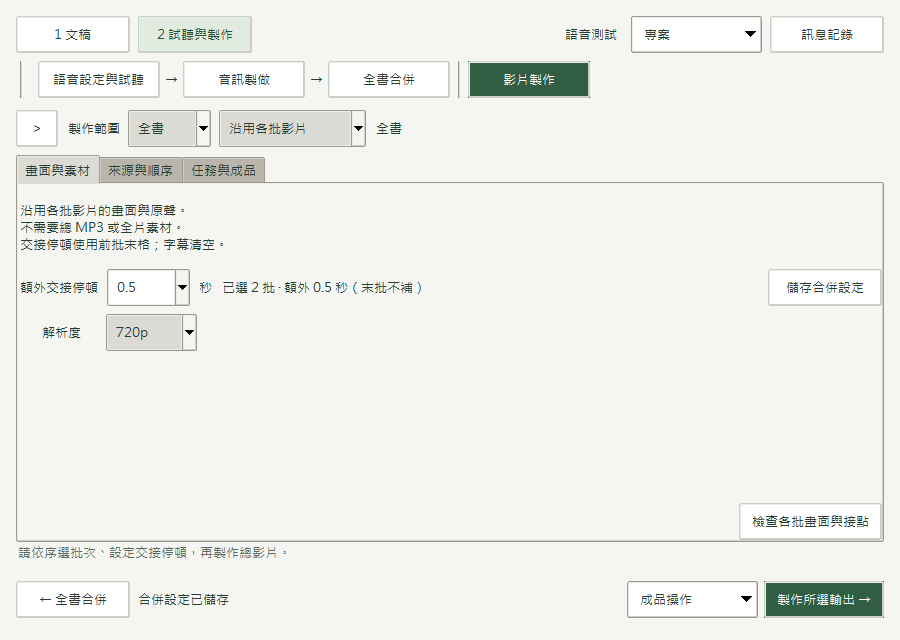 1 文稿
2 試聽與製作
語音測試
專案
訊息記錄
語音設定與試聽
→
音訊製做
→
全書合併
影片製作
>
製作範圍
全書
沿用各批影片
全書
畫面與素材
來源與順序
任務與成品
沿用各批影片的畫面與原聲。
不需要總 MP3 或全片素材。
交接停頓使用前批末格；字幕清空。
額外交接停頓
0.5
秒
已選 2 批 · 額外 0.5 秒（末批不補）
儲存合併設定
解析度
720p
檢查各批畫面與接點
請依序選批次、設定交接停頓，再製作總影片。
← 全書合併
合併設定已儲存
成品操作
製作所選輸出 →